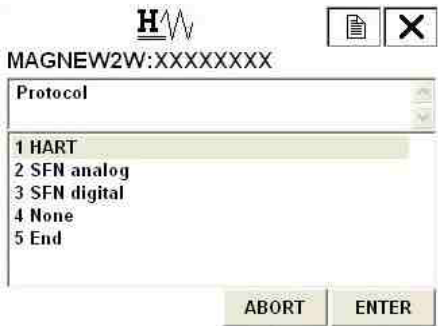 H
MAGNEW2W:XXXXXXXX
Protocol
1 HART
2 SFN analog
3 SFN digital
4 None
5 End
ABORT ENTER